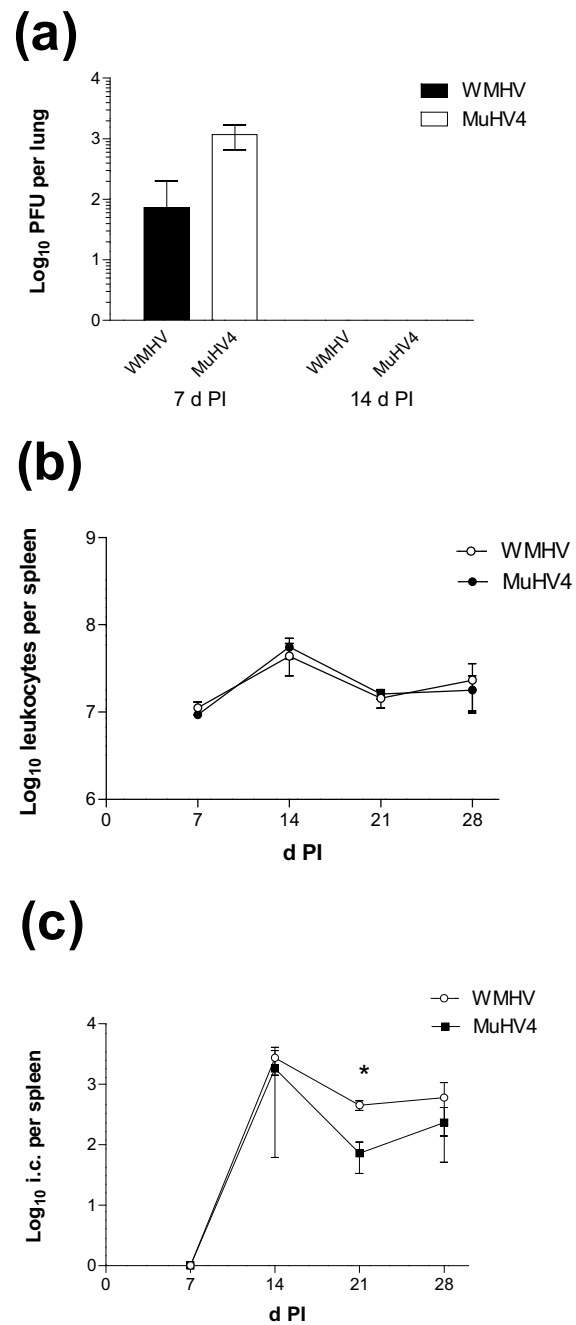 (a)
Log₁₀ PFU per lung
4
3
2
1
0
WMHV
MuHV4
WMHV
MuHV4
WMHV
MuHV4
7 d PI
14 d PI
(b)
Log₁₀ leukocytes per spleen
9
8
7
6
WMHV
MuHV4
0
7
14
21
28
d PI
(c)
Log₁₀ i.c. per spleen
4
3
2
1
0
WMHV
MuHV4
*
0
7
14
21
28
d PI